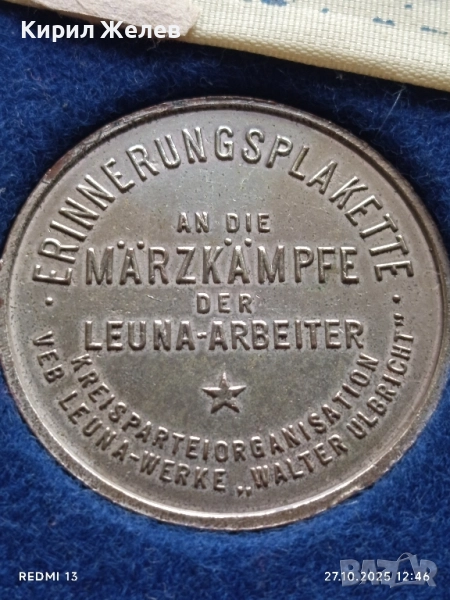 Кирил Желев
· ERINNERUNGSPLAKETTE ·
AN DIE
MÄRZKÄMPFE
DER
LEUNA-ARBEITER
KREISPARTEIORGANISATION
VEB LEUNA-WERKE „WALTER ULBRICHT"
REDMI 13
27.10.2025 12:46
BAZAR